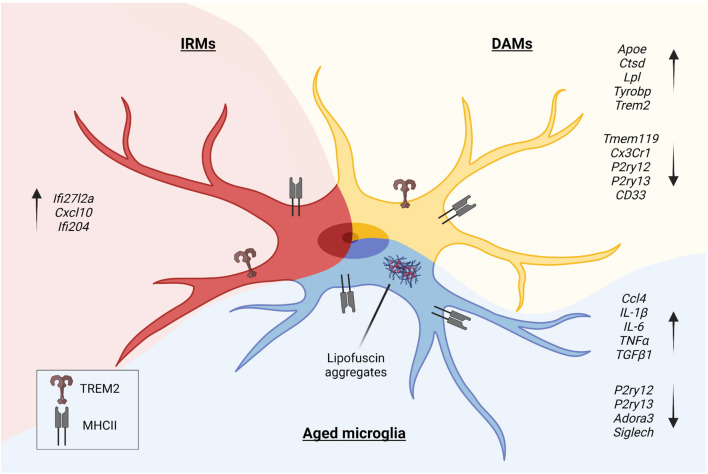 IRMs
DAMs
Apoe
Ctsd
Lpl
Tyrobp
Trem2
Tmem119
Cx3Cr1
P2ry12
P2ry13
CD33
Ifi27l2a
Cxcl10
Ifi204
Ccl4
IL-1β
IL-6
TNFα
TGFβ1
P2ry12
P2ry13
Adora3
Siglech
Lipofuscin
aggregates
TREM2
MHCII
Aged microglia